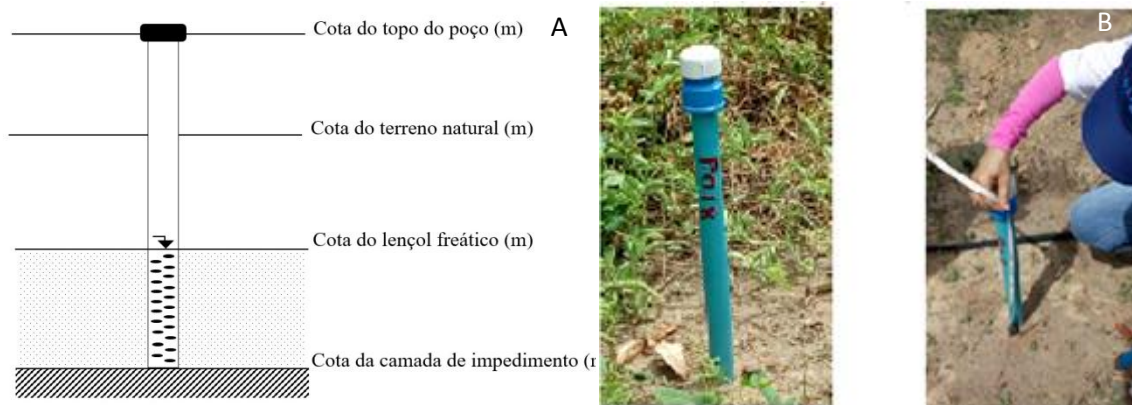 Cota do topo do poço (m)
A
B
Cota do terreno natural (m)
Cota do lençol freático (m)
Cota da camada de impedimento (